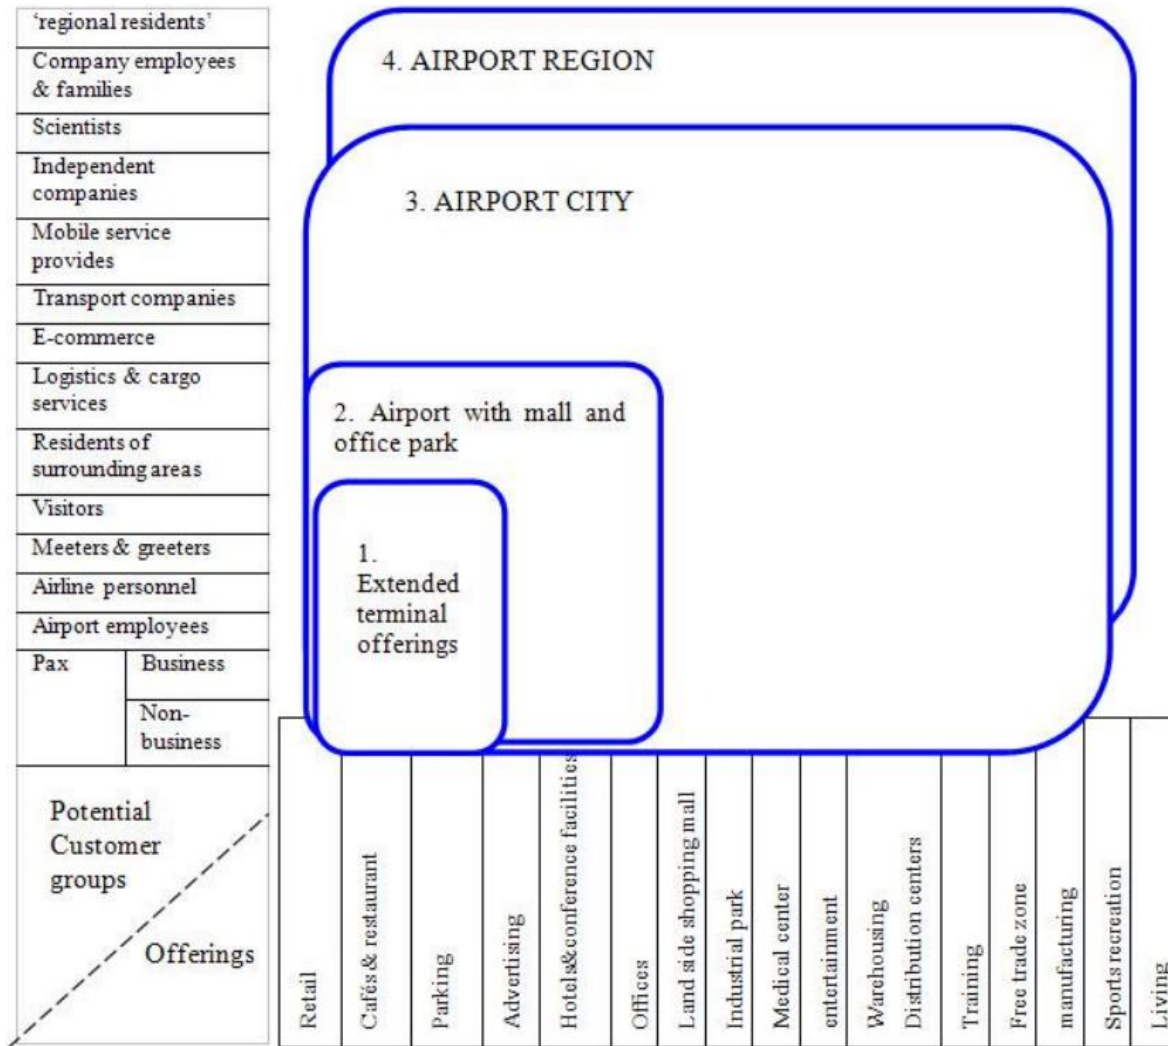 ‘regional residents’
Company employees
& families
Scientists
Independent
companies
Mobile service
provides
Transport companies
E-commerce
Logistics & cargo
services
Residents of
surrounding areas
Visitors
Meeters & greeters
Airline personnel
Airport employees
Pax
Business
Non-
business
Potential
Customer
groups
Offerings
4. AIRPORT REGION
3. AIRPORT CITY
2. Airport with mall and
office park
1.
Extended
terminal
offerings
Retail
Cafés & restaurant
Parking
Advertising
Hotels&conference facilities
Offices
Land side shopping mall
Industrial park
Medical center
entertainment
Warehousing
Distribution centers
Training
Free trade zone
manufacturing
Sports recreation
Living